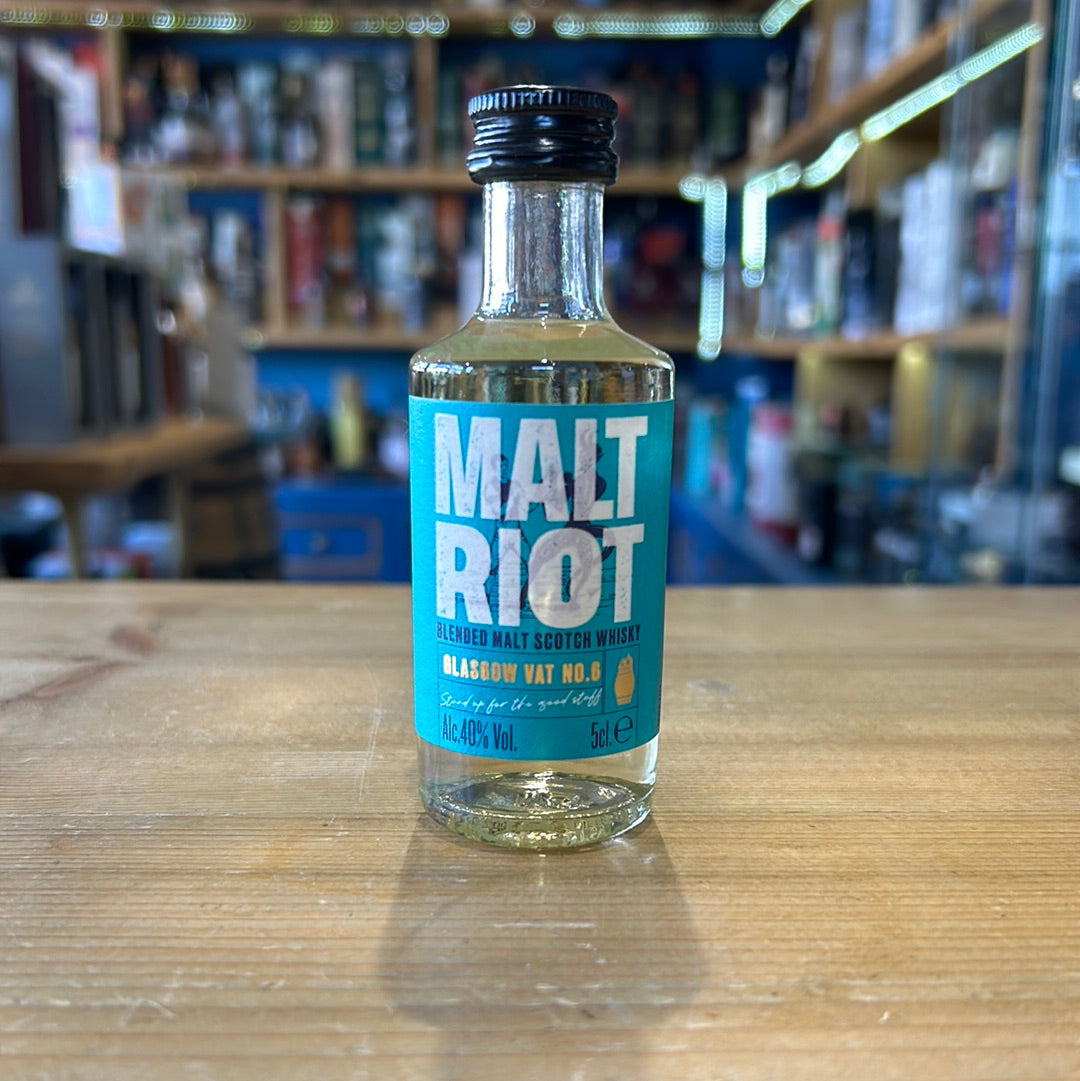 MALT
RIOT
BLENDED MALT SCOTCH WHISKY
GLASGOW VAT NO.6
Stand up for the good stuff
Alc.40% Vol. 5cl. ℮